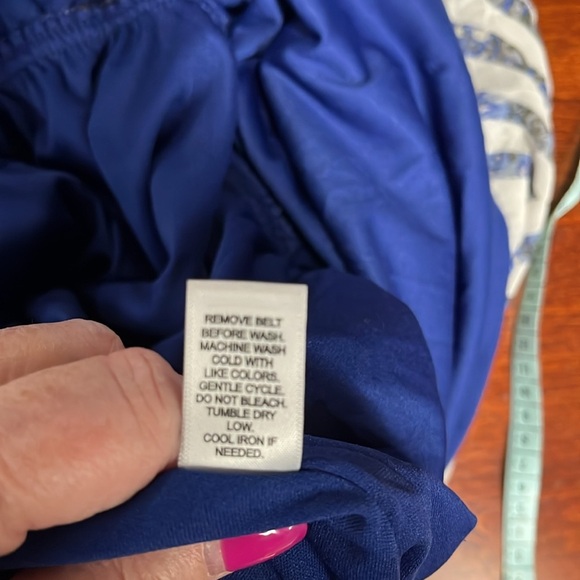 REMOVE BELT
BEFORE WASH.
MACHINE WASH
COLD WITH
LIKE COLORS.
GENTLE CYCLE.
DO NOT BLEACH.
TUMBLE DRY
LOW.
COOL IRON IF
NEEDED.